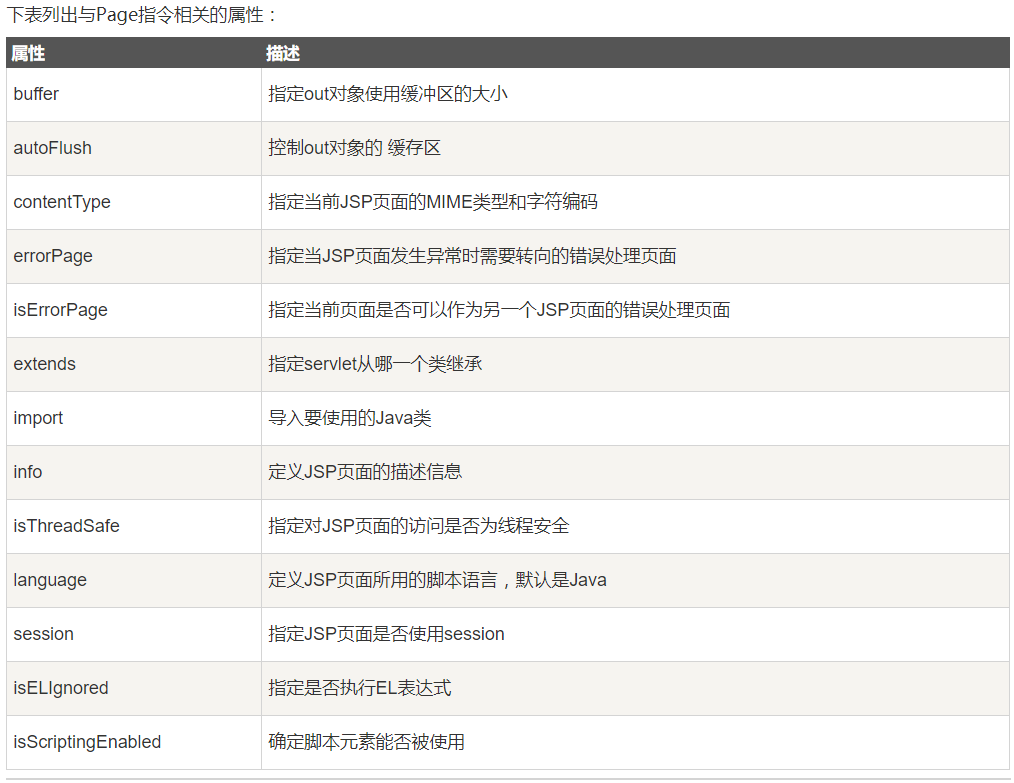 下表列出与Page指令相关的属性：
属性 描述
buffer 指定out对象使用缓冲区的大小
autoFlush 控制out对象的 缓存区
contentType 指定当前JSP页面的MIME类型和字符编码
errorPage 指定当JSP页面发生异常时需要转向的错误处理页面
isErrorPage 指定当前页面是否可以作为另一个JSP页面的错误处理页面
extends 指定servlet从哪一个类继承
import 导入要使用的Java类
info 定义JSP页面的描述信息
isThreadSafe 指定对JSP页面的访问是否为线程安全
language 定义JSP页面所用的脚本语言，默认是Java
session 指定JSP页面是否使用session
isELIgnored 指定是否执行EL表达式
isScriptingEnabled 确定脚本元素能否被使用